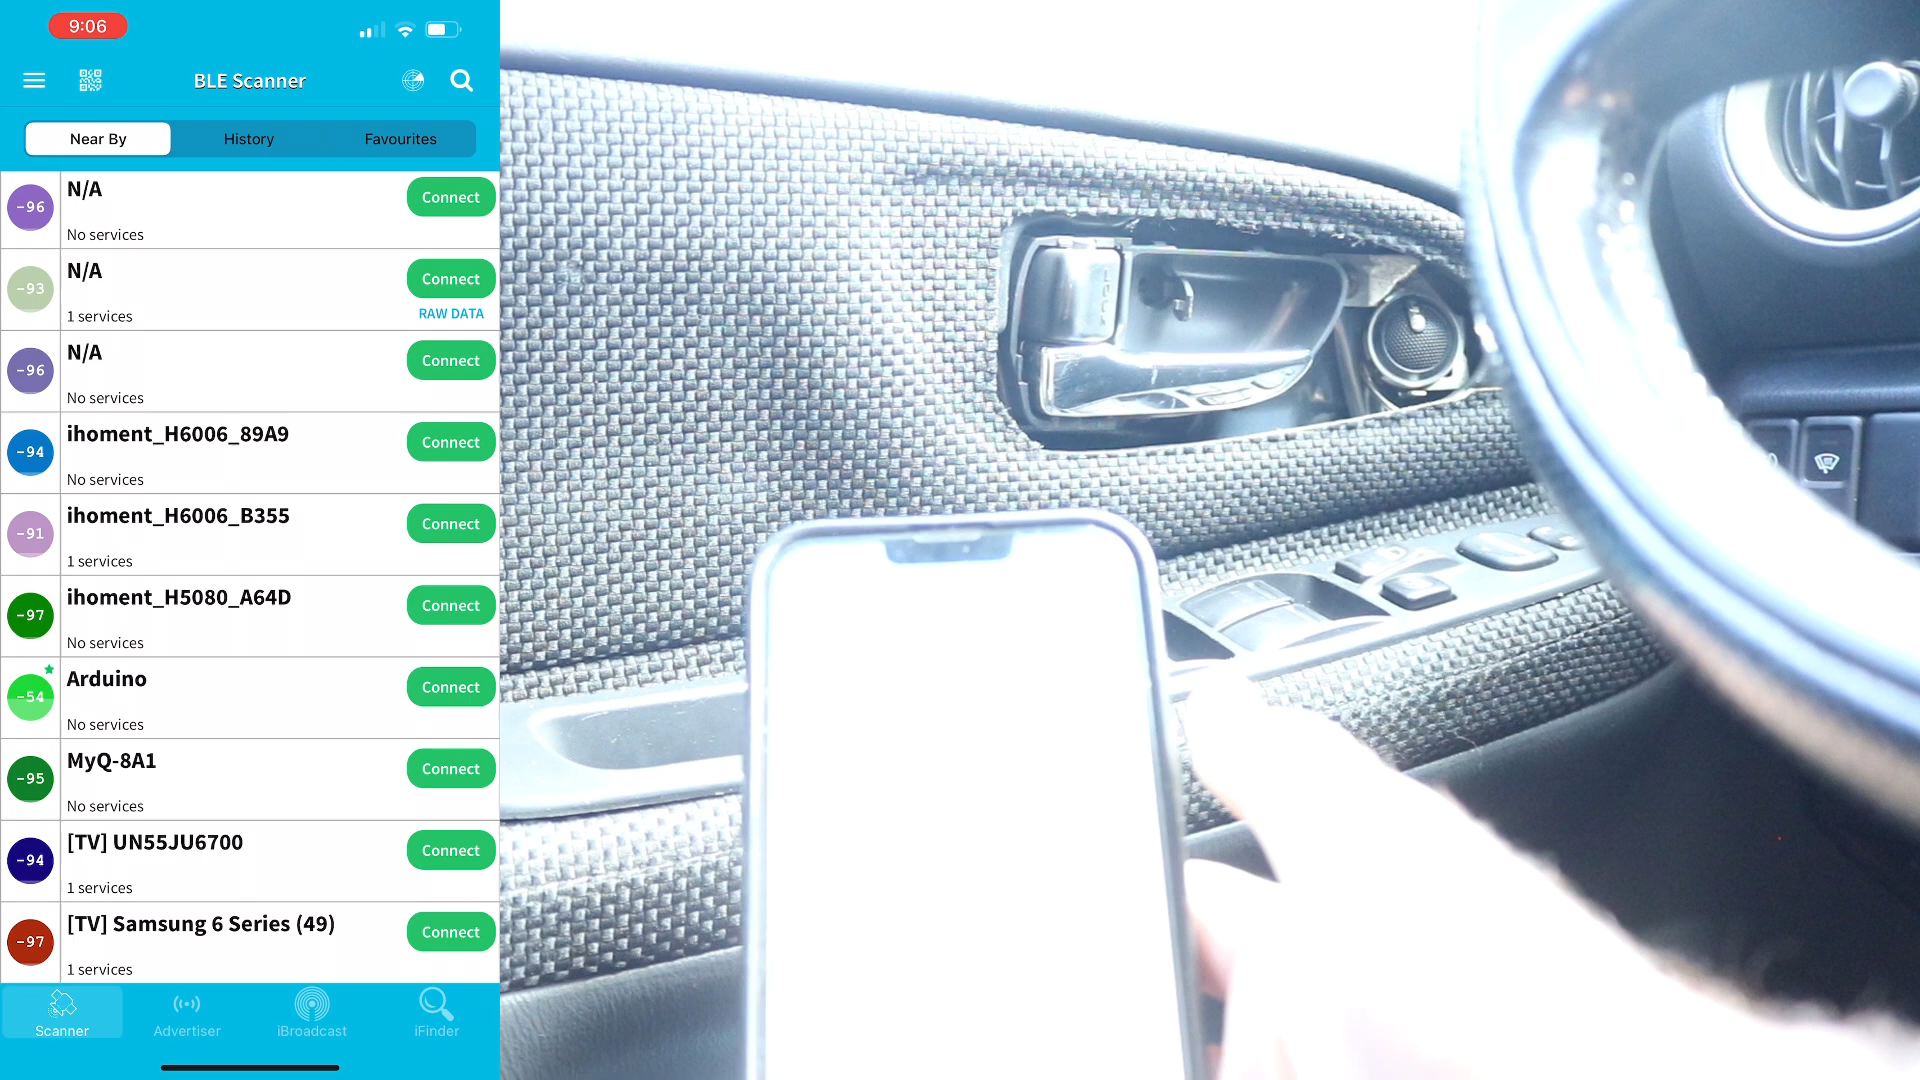 9:06
BLE Scanner
Near By
History
Favourites
-96
N/A
No services
Connect
-93
N/A
1 services
Connect
RAW DATA
-96
N/A
No services
Connect
-94
ihoment_H6006_89A9
No services
Connect
-91
ihoment_H6006_B355
1 services
Connect
-97
ihoment_H5080_A64D
No services
Connect
-54
Arduino
No services
Connect
-95
MyQ-8A1
No services
Connect
-94
[TV] UN55JU6700
1 services
Connect
-97
[TV] Samsung 6 Series (49)
1 services
Connect
Scanner
Advertiser
iBroadcast
iFinder